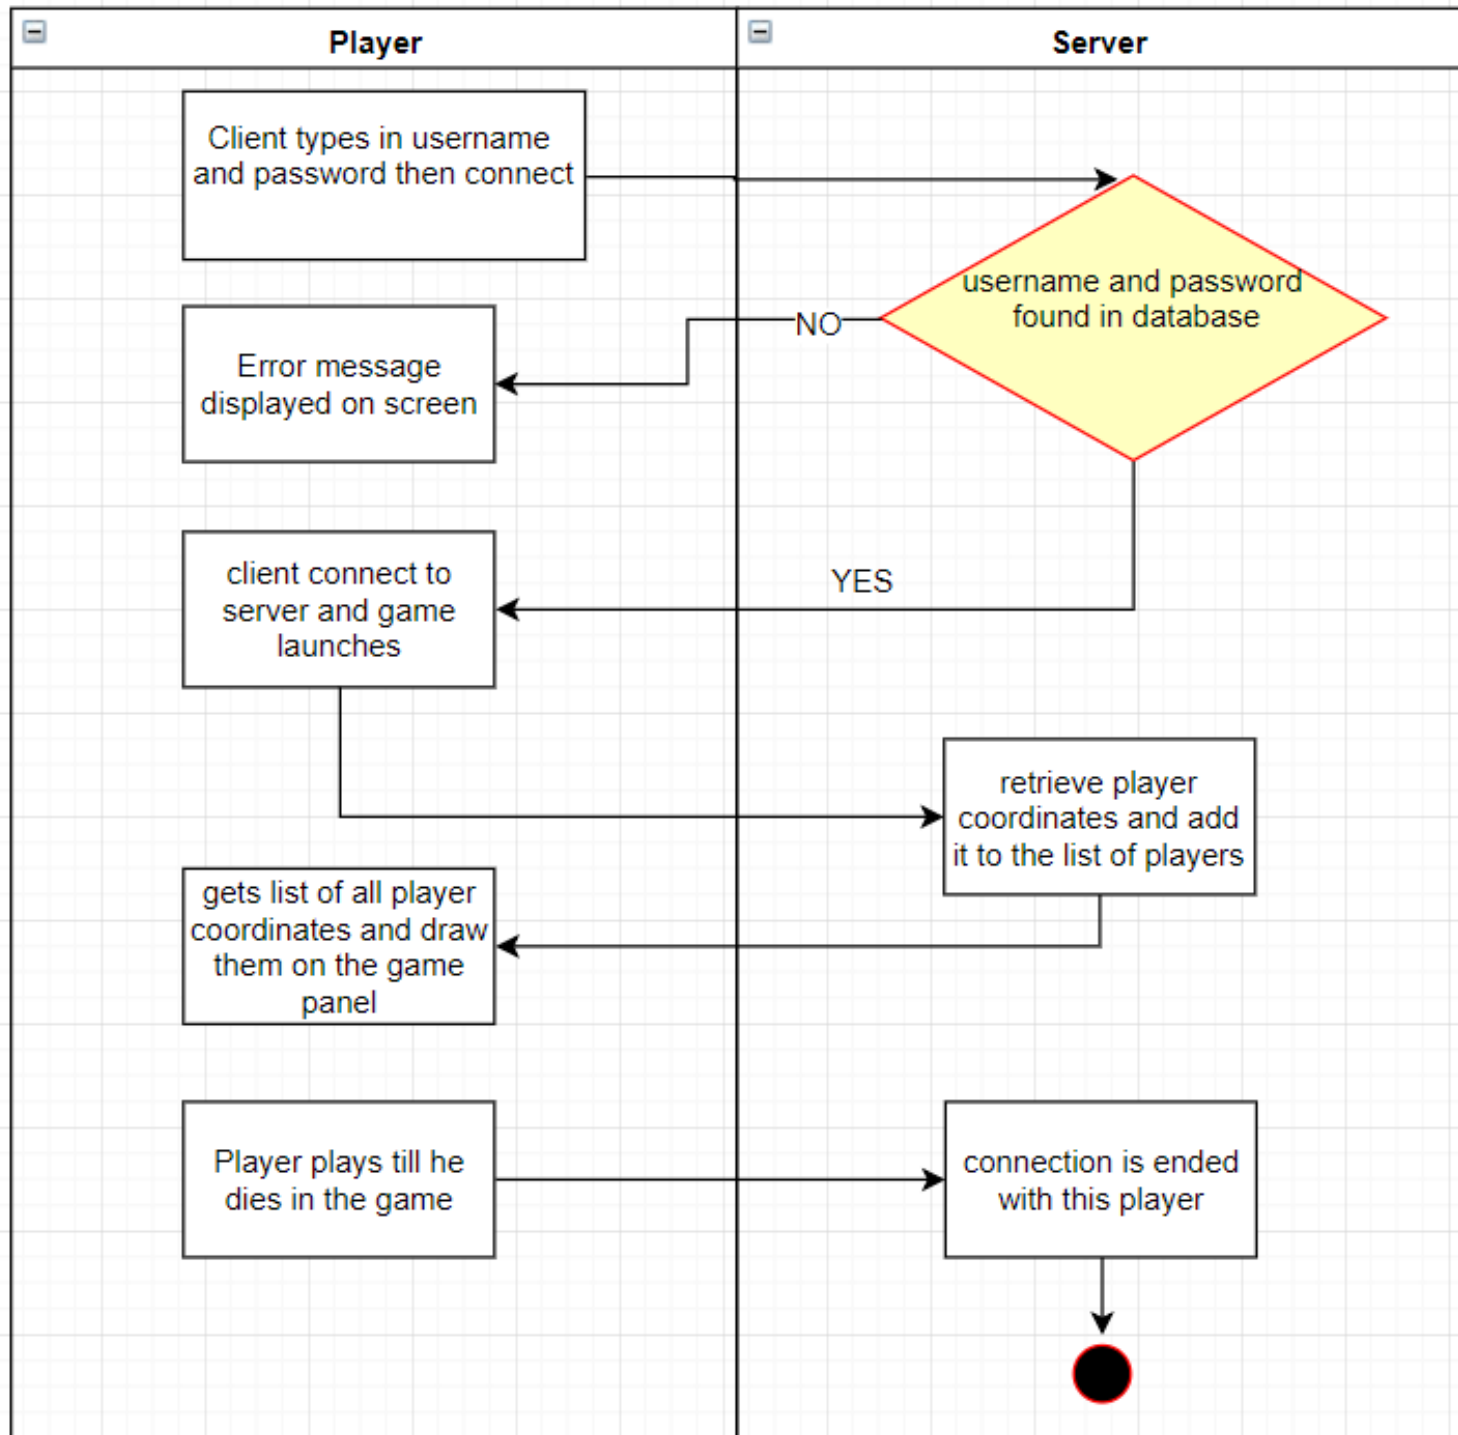 Player
Server
Client types in username
and password then connect
username and password
found in database
NO
Error message
displayed on screen
YES
client connect to
server and game
launches
retrieve player
coordinates and add
it to the list of players
gets list of all player
coordinates and draw
them on the game
panel
Player plays till he
dies in the game
connection is ended
with this player